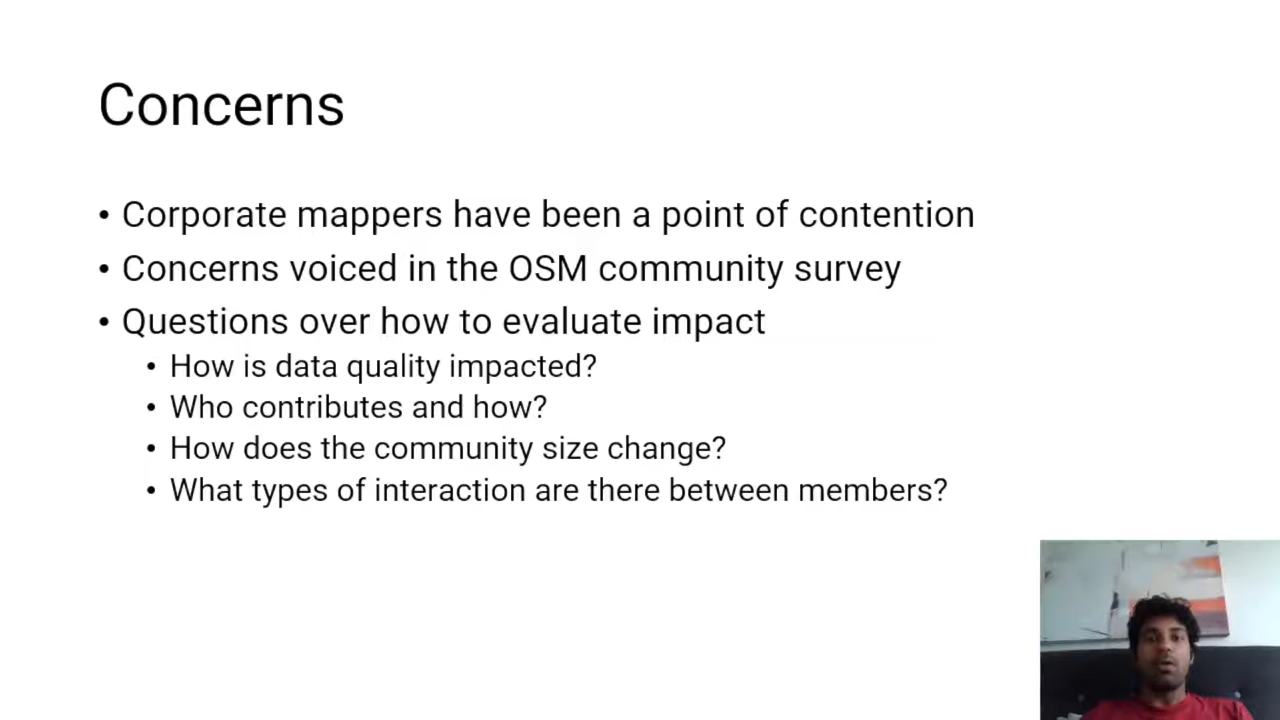 Concerns
• Corporate mappers have been a point of contention
• Concerns voiced in the OSM community survey
• Questions over how to evaluate impact
• How is data quality impacted?
• Who contributes and how?
• How does the community size change?
• What types of interaction are there between members?